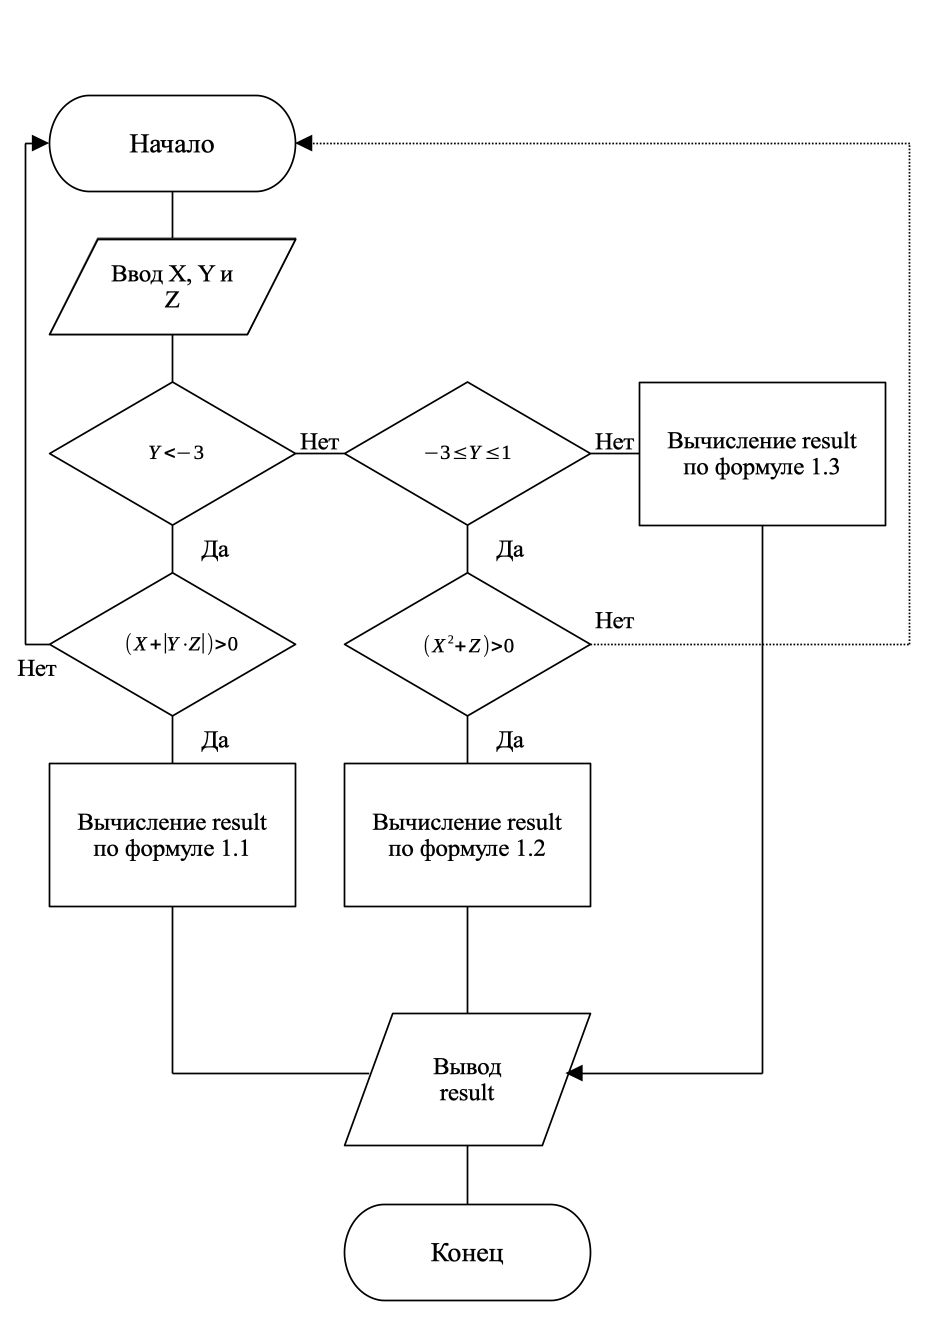 Начало
Ввод X, Y и
Z
Y<−3
Нет
−3≤Y≤1
Нет
Вычисление result
по формуле 1.3
Да
Да
(X+|Y·Z|)>0
Нет
(X²+Z)>0
Нет
Да
Да
Вычисление result
по формуле 1.1
Вычисление result
по формуле 1.2
Вывод
result
Конец